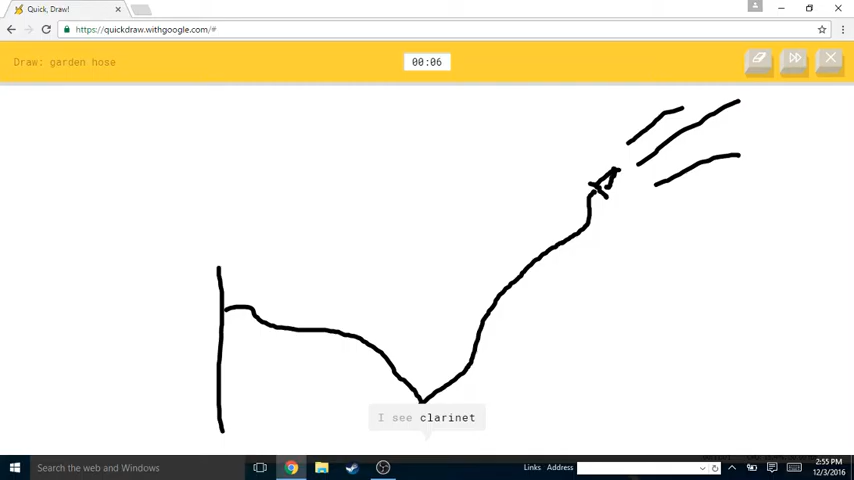 Quick, Draw!
https://quickdraw.withgoogle.com/#
Draw: garden hose
00:06
I see clarinet
Search the web and Windows
Links
Address
2:55 PM
12/3/2016